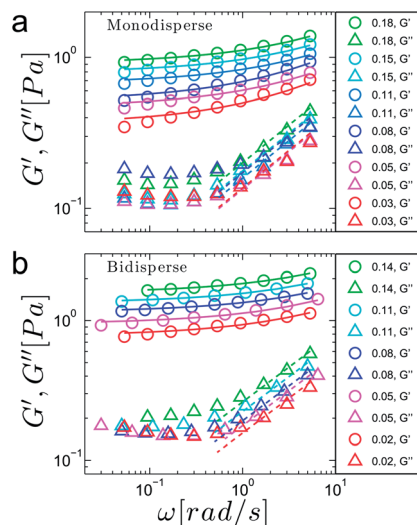 a
Monodisperse
G', G''[Pa]
10⁰
10⁻¹
0.18, G'
0.18, G''
0.15, G'
0.15, G''
0.11, G'
0.11, G''
0.08, G'
0.08, G''
0.05, G'
0.05, G''
0.03, G'
0.03, G''
b
Bidisperse
G', G''[Pa]
10⁰
10⁻¹
0.14, G'
0.14, G''
0.11, G'
0.11, G''
0.08, G'
0.08, G''
0.05, G'
0.05, G''
0.02, G'
0.02, G''
10⁻¹ 10⁰ 10¹
ω[rad/s]